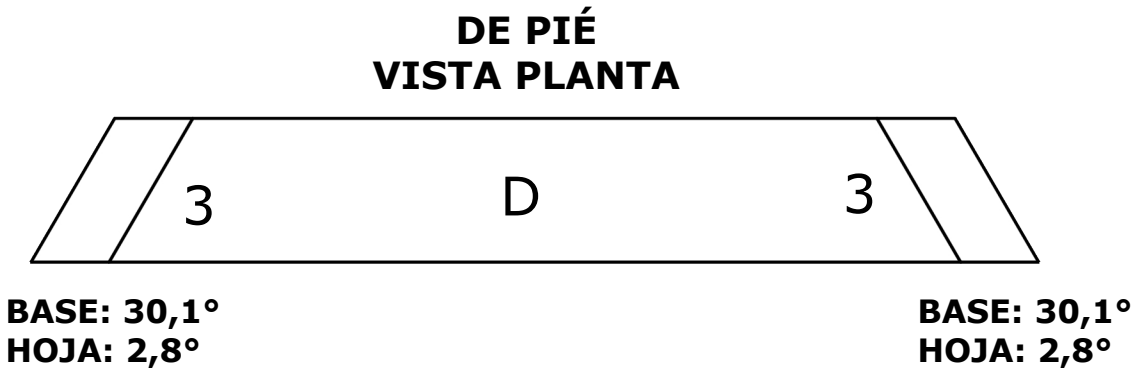 DE PIÉ
VISTA PLANTA
3 D 3
BASE: 30,1° BASE: 30,1°
HOJA: 2,8° HOJA: 2,8°